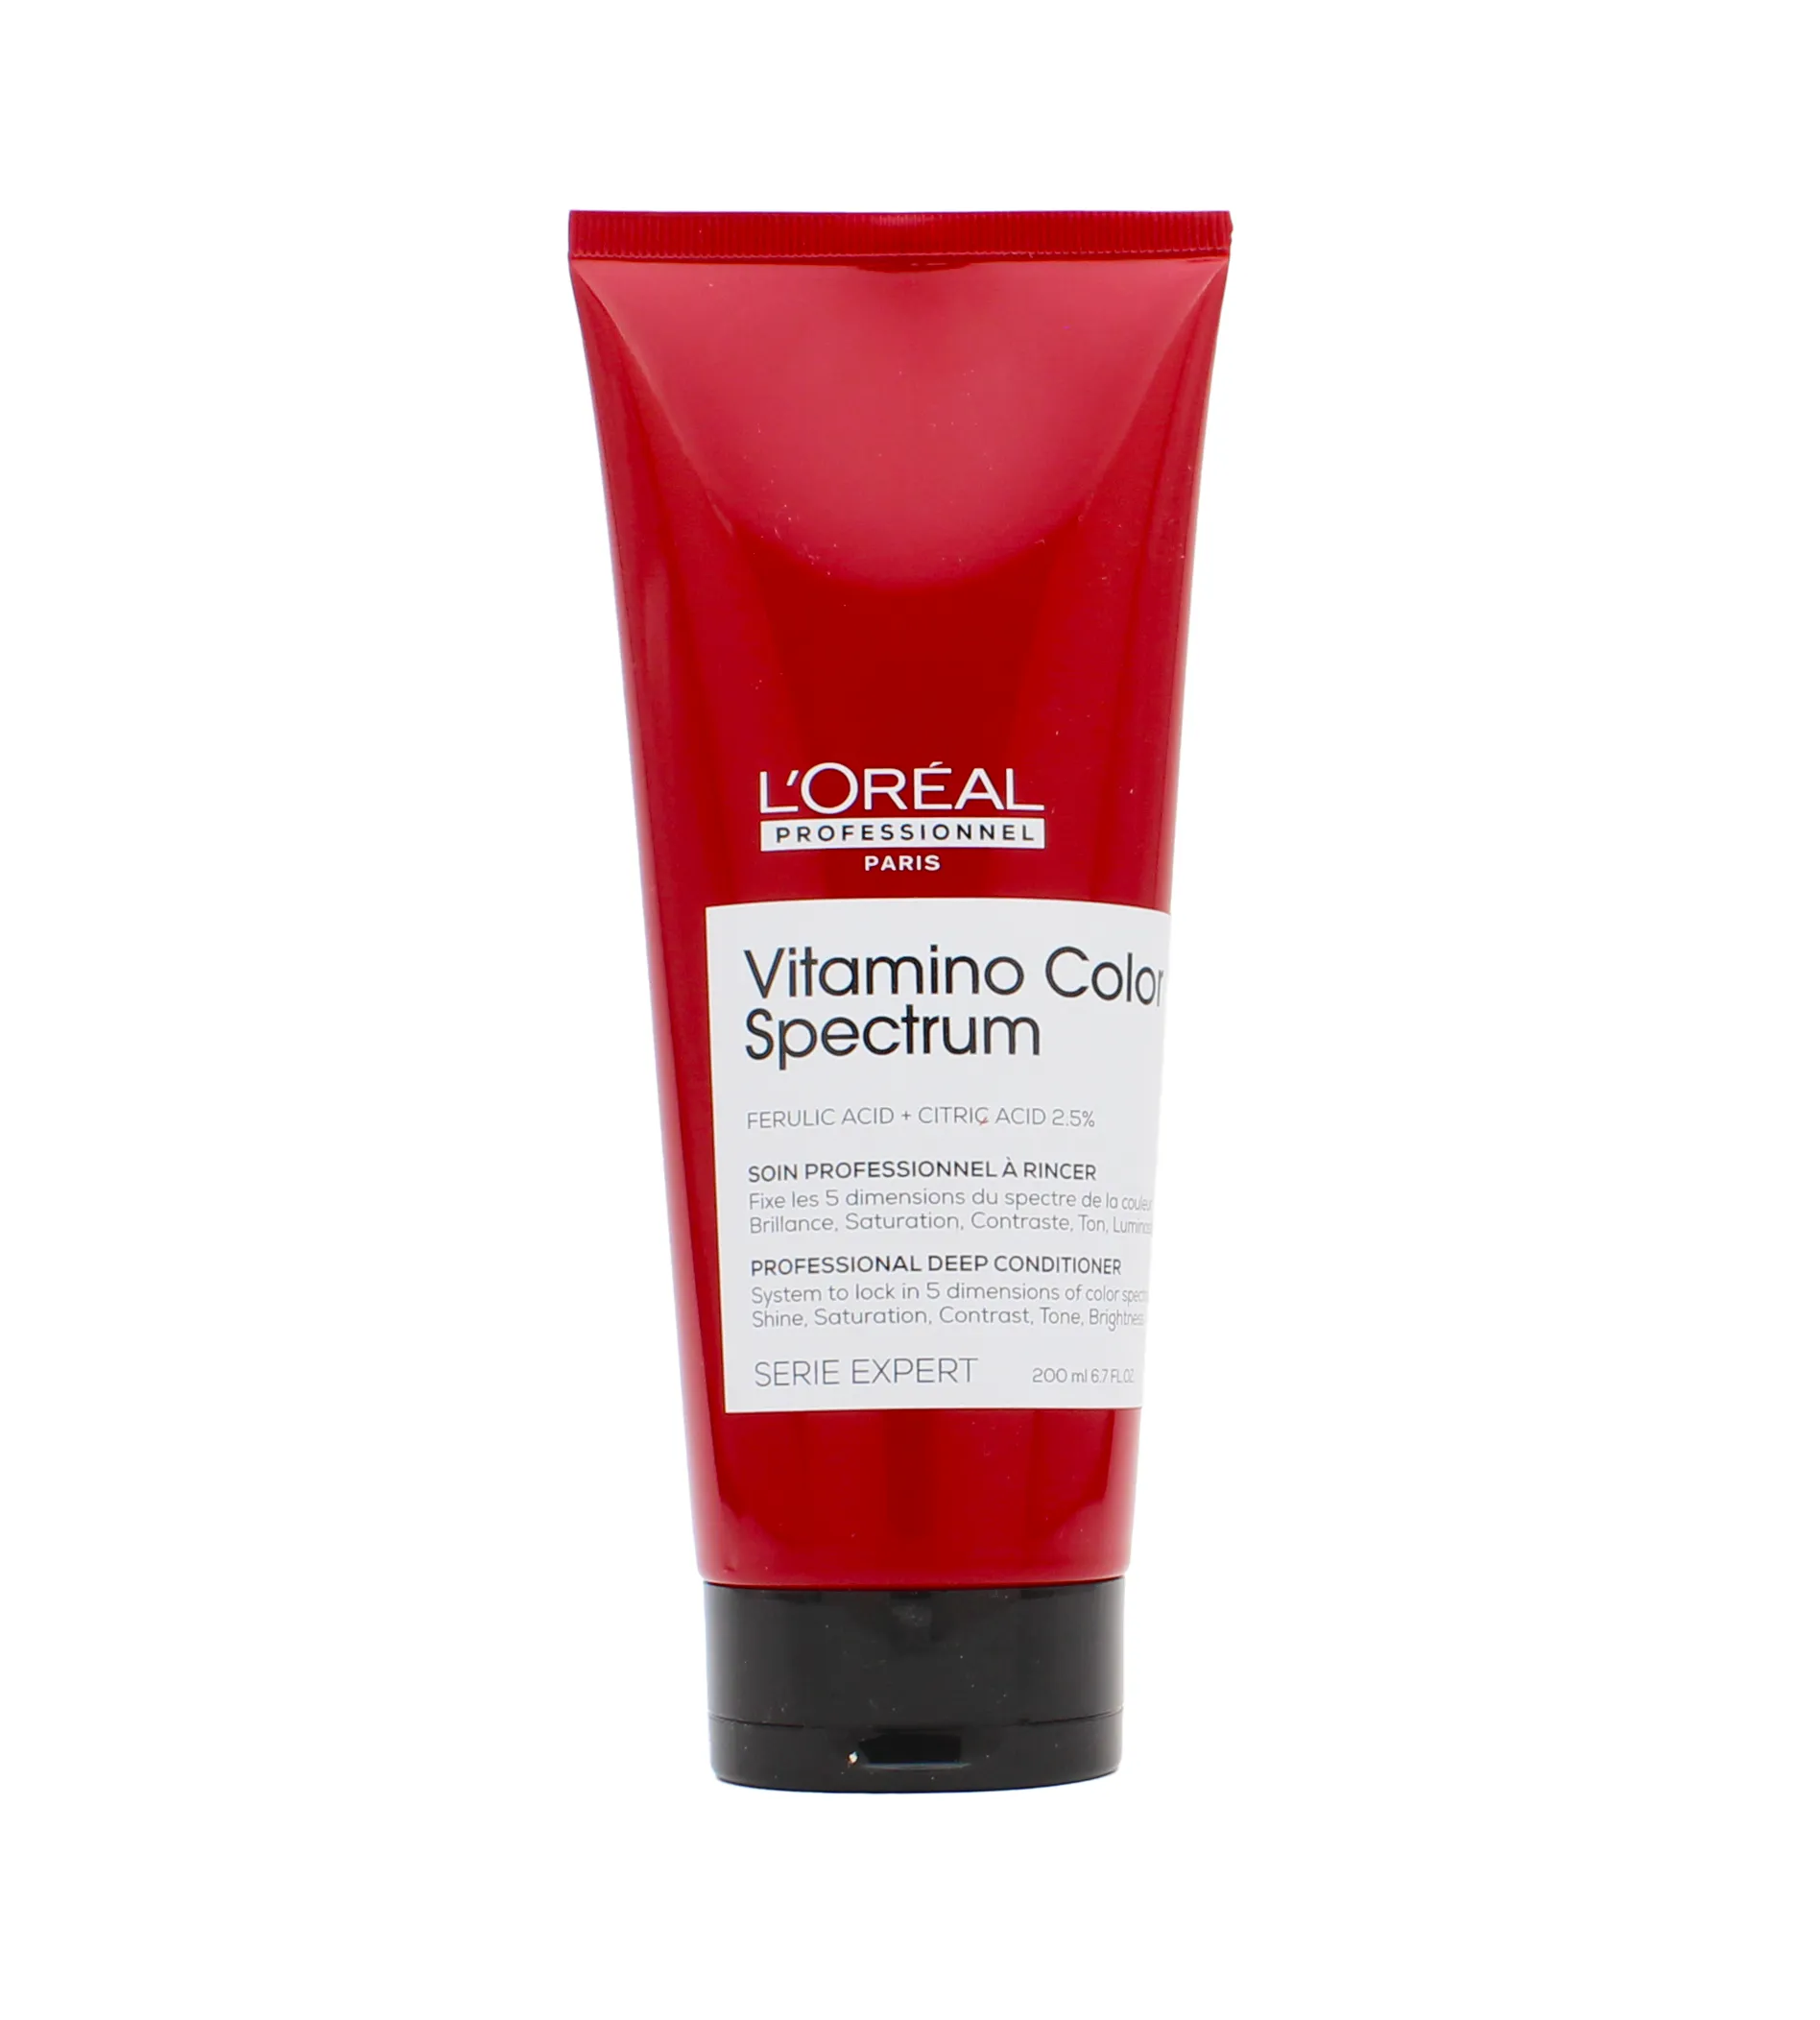 L'ORÉAL
PROFESSIONNEL
PARIS
Vitamino Color
Spectrum
FERULIC ACID + CITRIC ACID 2.5%
SOIN PROFESSIONNEL À RINCER
Fixe les 5 dimensions du spectre de la
Brillance, Saturation, Contraste, Ton,
PROFESSIONAL DEEP CONDITIONER
System to lock in 5 dimensions of color
Shine, Saturation, Contrast, Tone, Brightness
SERIE EXPERT
200 ml 6.7 FL.OZ.